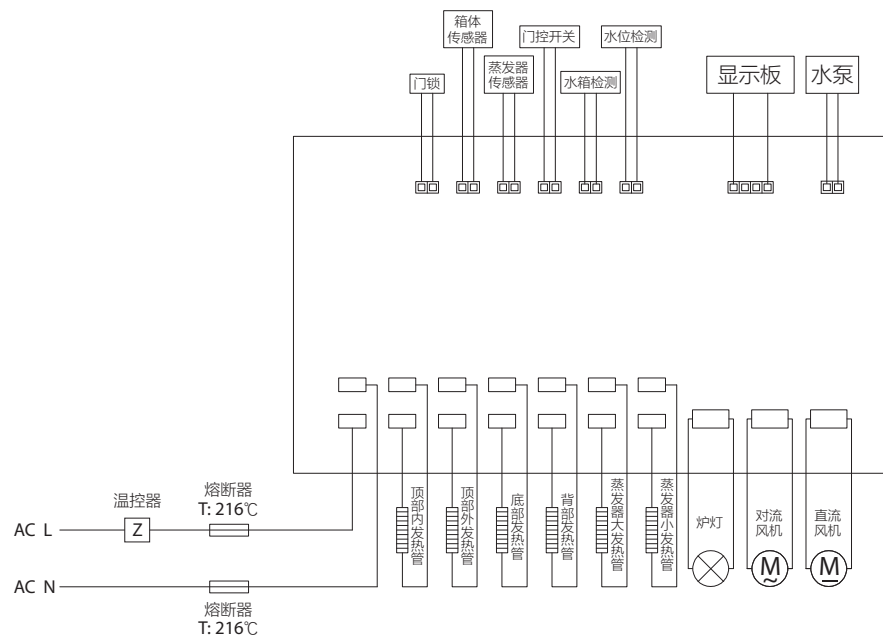 箱体
传感器
门控开关
水位检测
门锁
蒸发器
传感器
水箱检测
显示板
水泵
顶部内发热管
顶部外发热管
底部发热管
背部发热管
蒸发器大发热管
蒸发器小发热管
炉灯
对流
风机
直流
风机
M
~
M
温控器
熔断器
T: 216℃
AC L
Z
AC N
熔断器
T: 216℃